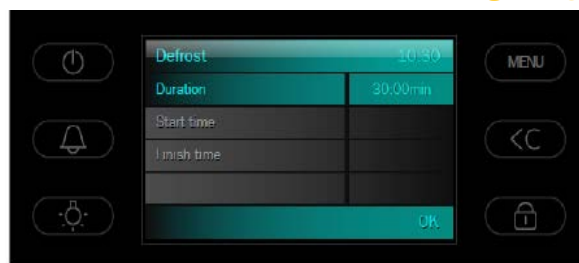 Defrost 10:30
MENU
Duration 30:00min
Start time
<C
Finish time
OK